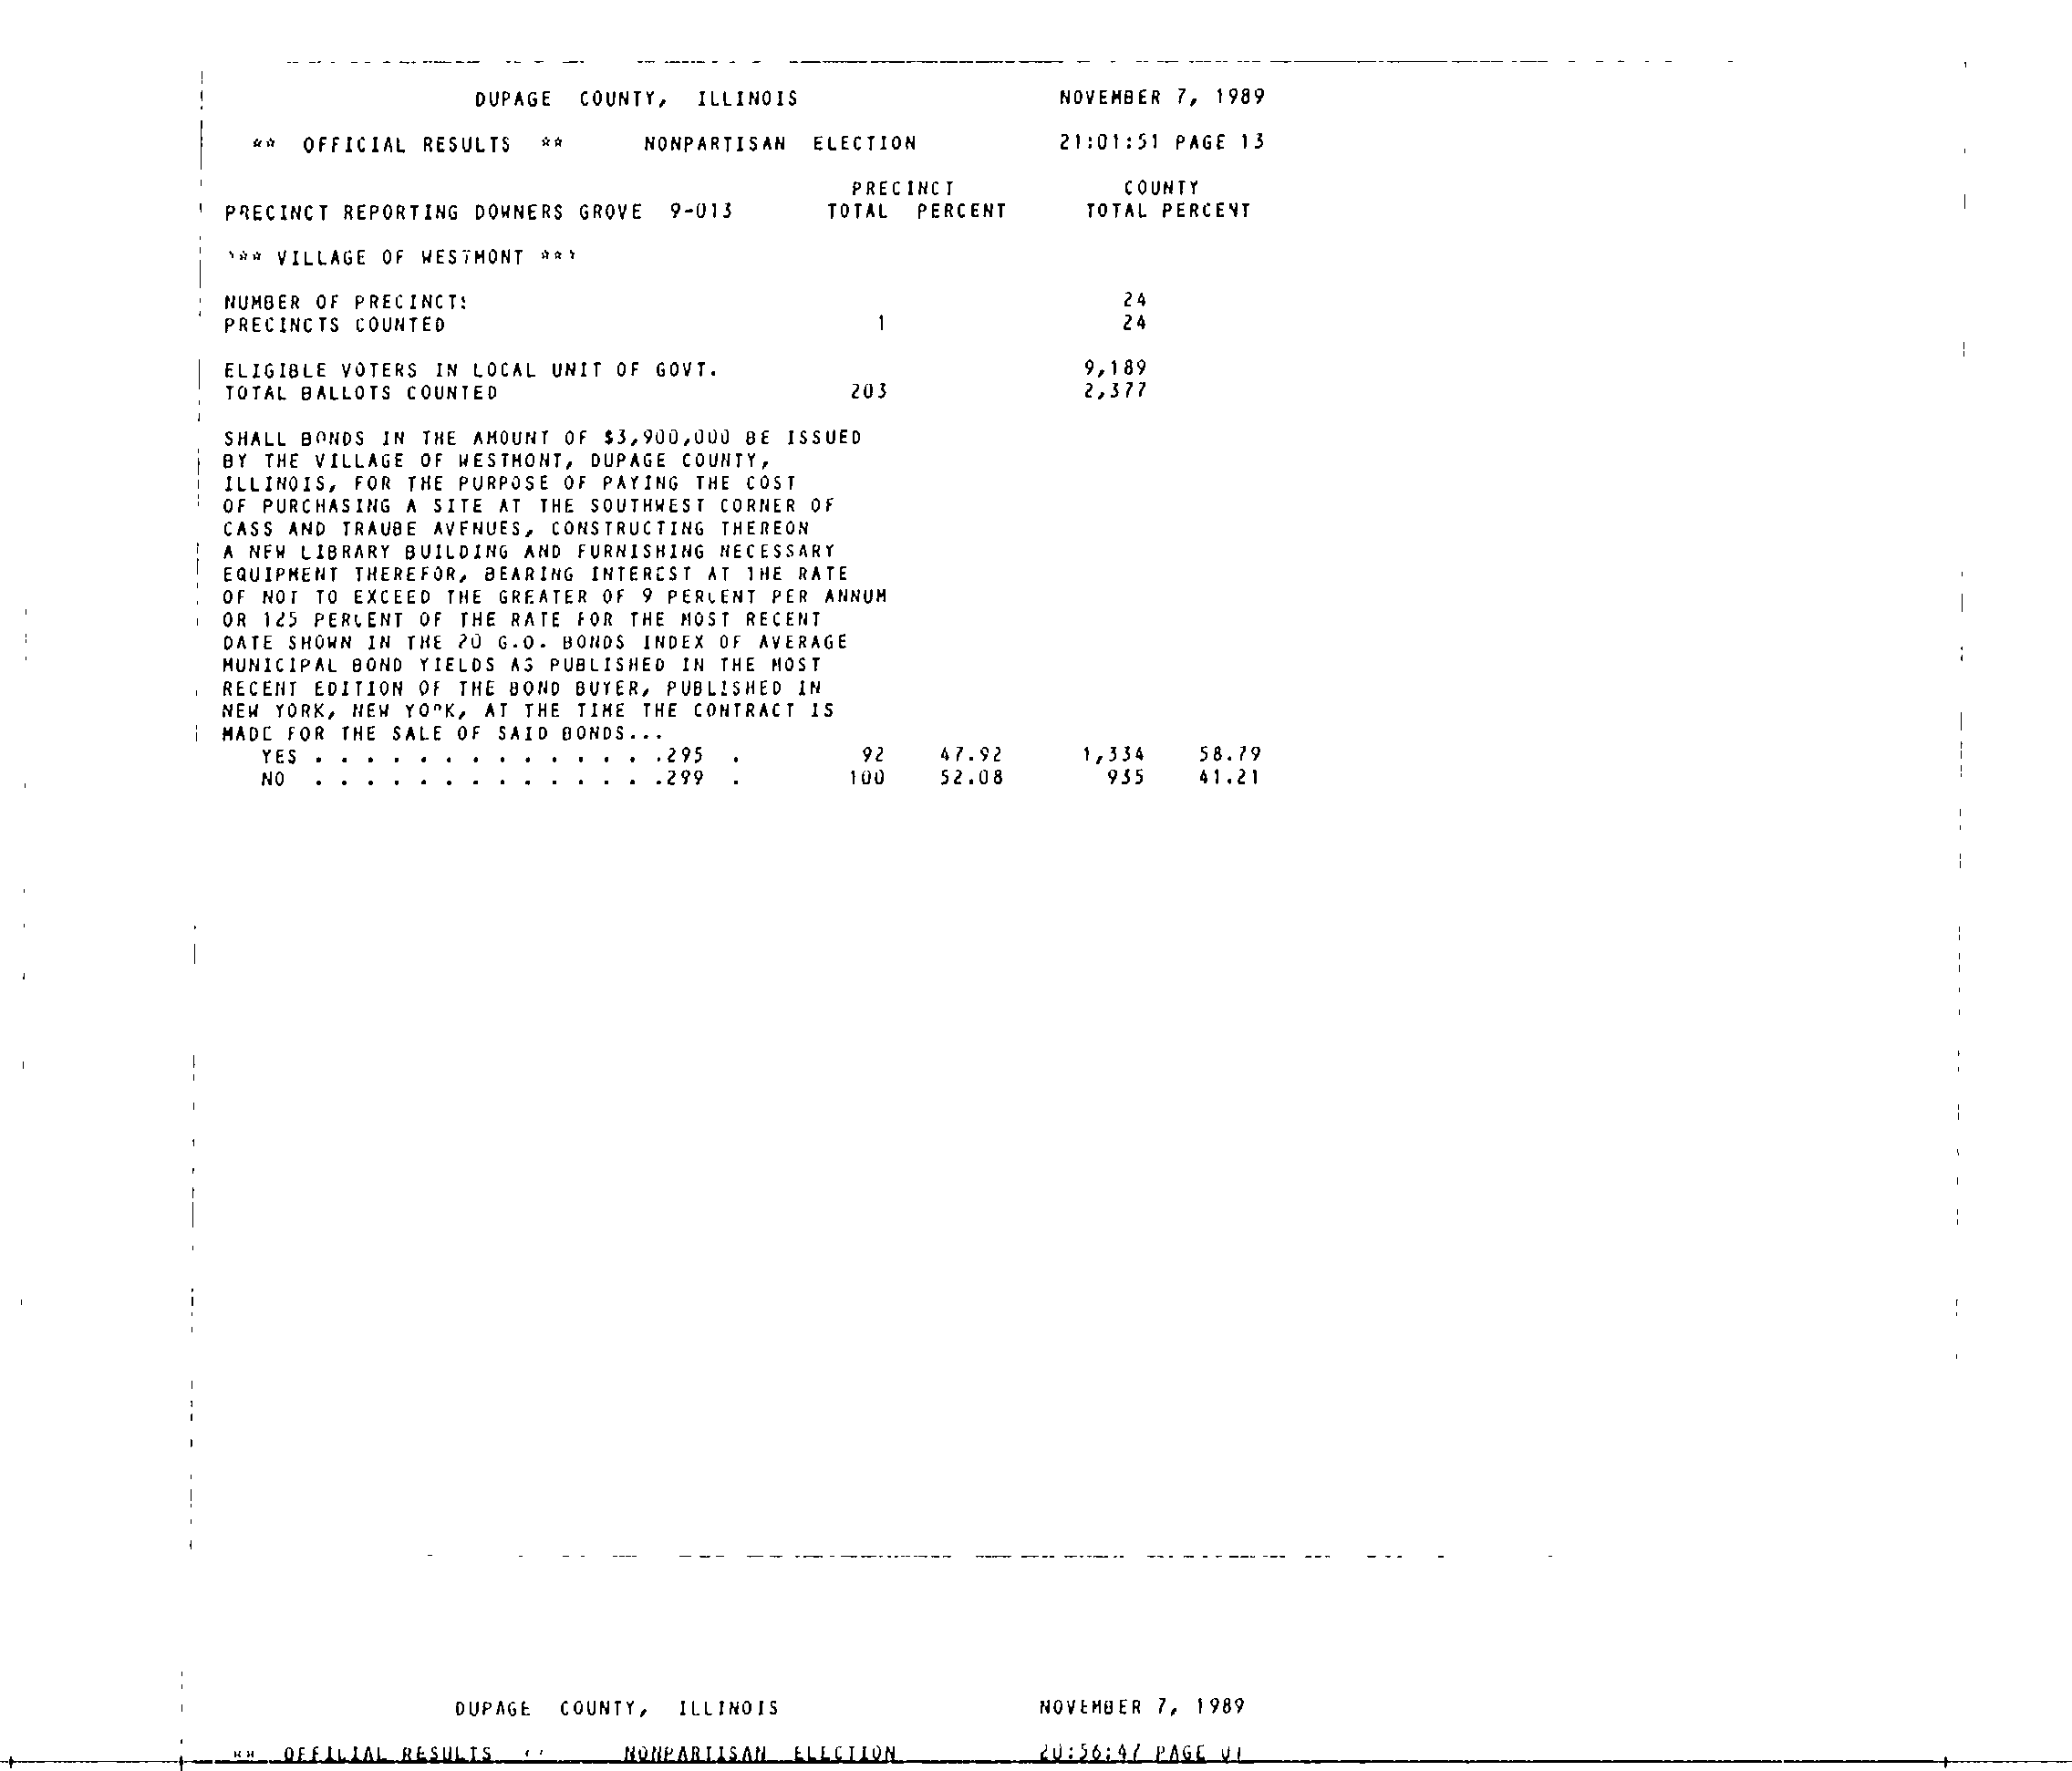 DUPAGE COUNTY, ILLINOIS NOVEMBER 7, 1989
** OFFICIAL RESULTS ** NONPARTISAN ELECTION 21:01:51 PAGE 13
PRECINCT COUNTY
PRECINCT REPORTING DOWNERS GROVE 9-013 TOTAL PERCENT TOTAL PERCENT
*** VILLAGE OF WESTMONT ***
NUMBER OF PRECINCTS 24
PRECINCTS COUNTED 1 24
ELIGIBLE VOTERS IN LOCAL UNIT OF GOVT. 9,189
TOTAL BALLOTS COUNTED 203 2,377
SHALL BONDS IN THE AMOUNT OF $3,900,000 BE ISSUED
BY THE VILLAGE OF WESTMONT, DUPAGE COUNTY,
ILLINOIS, FOR THE PURPOSE OF PAYING THE COST
OF PURCHASING A SITE AT THE SOUTHWEST CORNER OF
CASS AND TRAUBE AVENUES, CONSTRUCTING THEREON
A NEW LIBRARY BUILDING AND FURNISHING NECESSARY
EQUIPMENT THEREFOR, BEARING INTEREST AT THE RATE
OF NOT TO EXCEED THE GREATER OF 9 PERCENT PER ANNUM
OR 125 PERCENT OF THE RATE FOR THE MOST RECENT
DATE SHOWN IN THE 20 G.O. BONDS INDEX OF AVERAGE
MUNICIPAL BOND YIELDS AS PUBLISHED IN THE MOST
RECENT EDITION OF THE BOND BUYER, PUBLISHED IN
NEW YORK, NEW YORK, AT THE TIME THE CONTRACT IS
MADE FOR THE SALE OF SAID BONDS...
YES . . . . . . . . . . . . . .295 . 92 47.92 1,334 58.79
NO . . . . . . . . . . . . . .299 . 100 52.08 935 41.21
DUPAGE COUNTY, ILLINOIS NOVEMBER 7, 1989
** OFFICIAL RESULTS NONPARTISAN ELECTION 20:56:47 PAGE